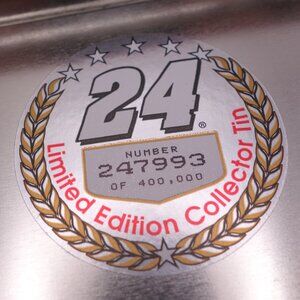 24®
NUMBER
247993
OF 400,000
Limited Edition Collector Tin